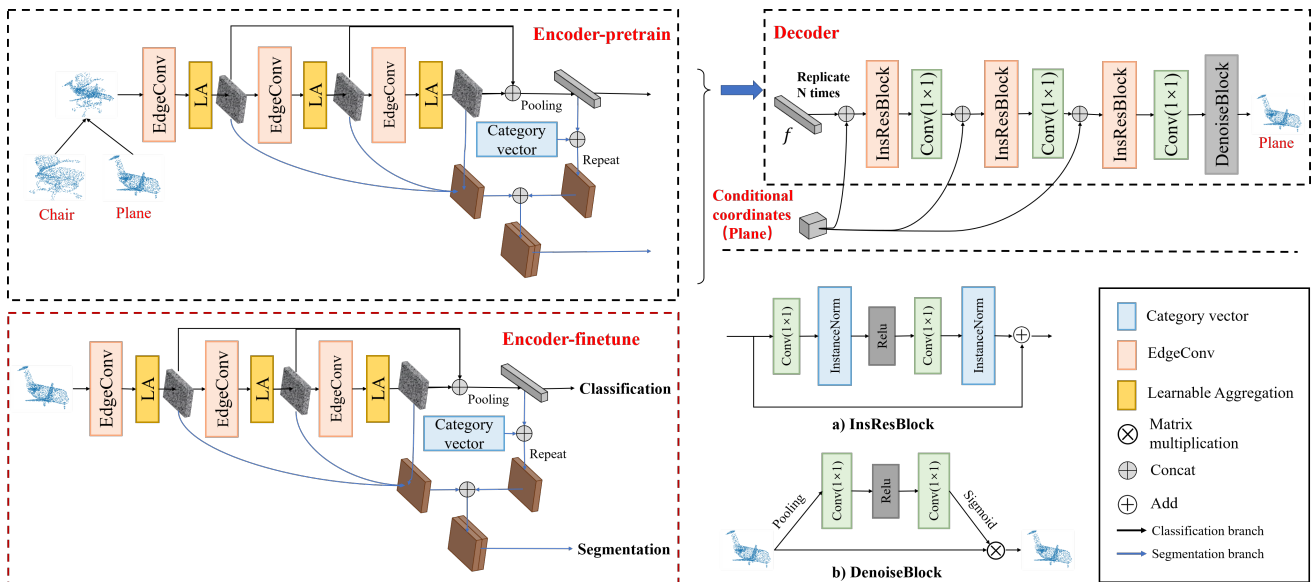 Encoder-pretrain
EdgeConv
LA
EdgeConv
LA
EdgeConv
LA
Pooling
Category
vector
Repeat
Chair
Plane
Decoder
Replicate
N times
f
InsResBlock
Conv(1×1)
InsResBlock
Conv(1×1)
InsResBlock
Conv(1×1)
DenoiseBlock
Plane
Conditional
coordinates
(Plane)
Encoder-finetune
EdgeConv
LA
EdgeConv
LA
EdgeConv
LA
Pooling
Classification
Category
vector
Repeat
Segmentation
Conv(1×1)
InstanceNorm
Relu
Conv(1×1)
InstanceNorm
a) InsResBlock
Pooling
Conv(1×1)
Relu
Conv(1×1)
Sigmoid
b) DenoiseBlock
Category vector
EdgeConv
Learnable Aggregation
Matrix
multiplication
Concat
Add
Classification branch
Segmentation branch